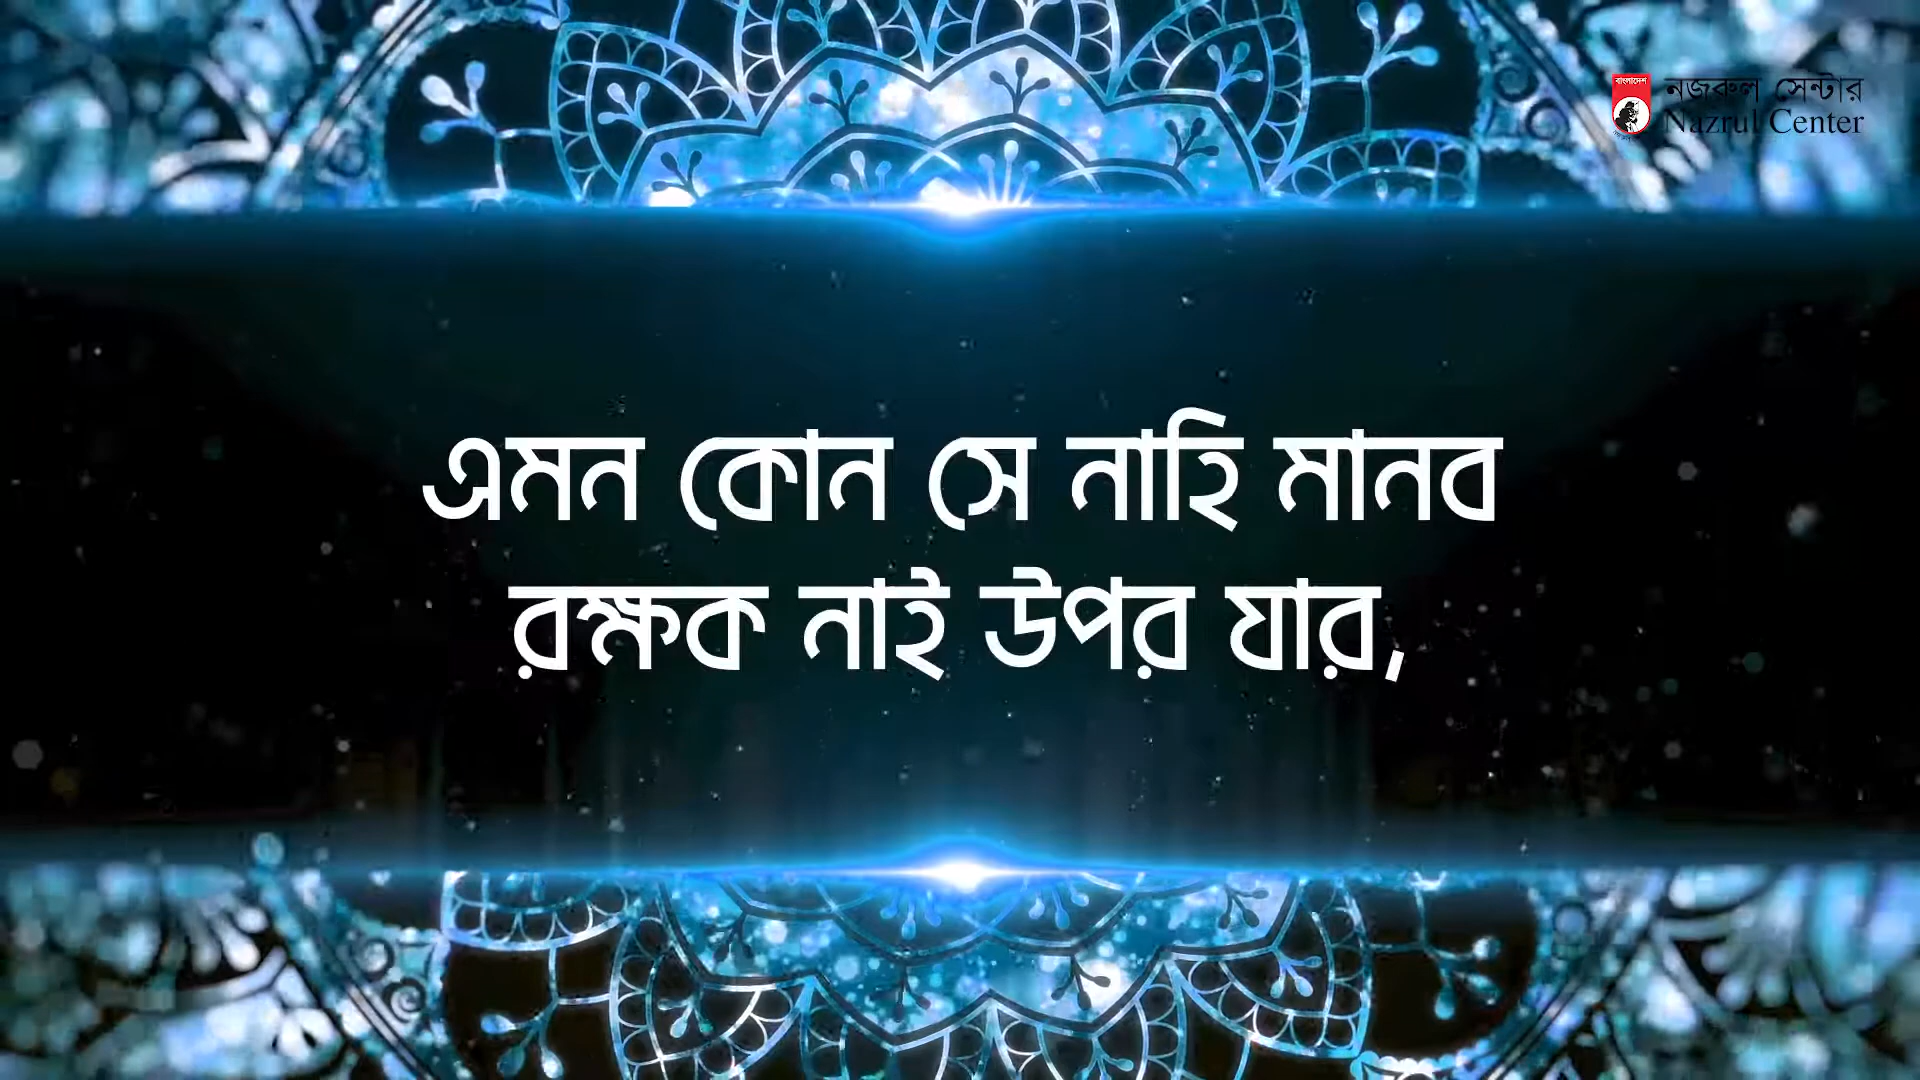 বাংলাদেশ
নজরুল সেন্টার
Nazrul Center
এমন কোন সে নাহি মানব
রক্ষক নাই উপর যার,